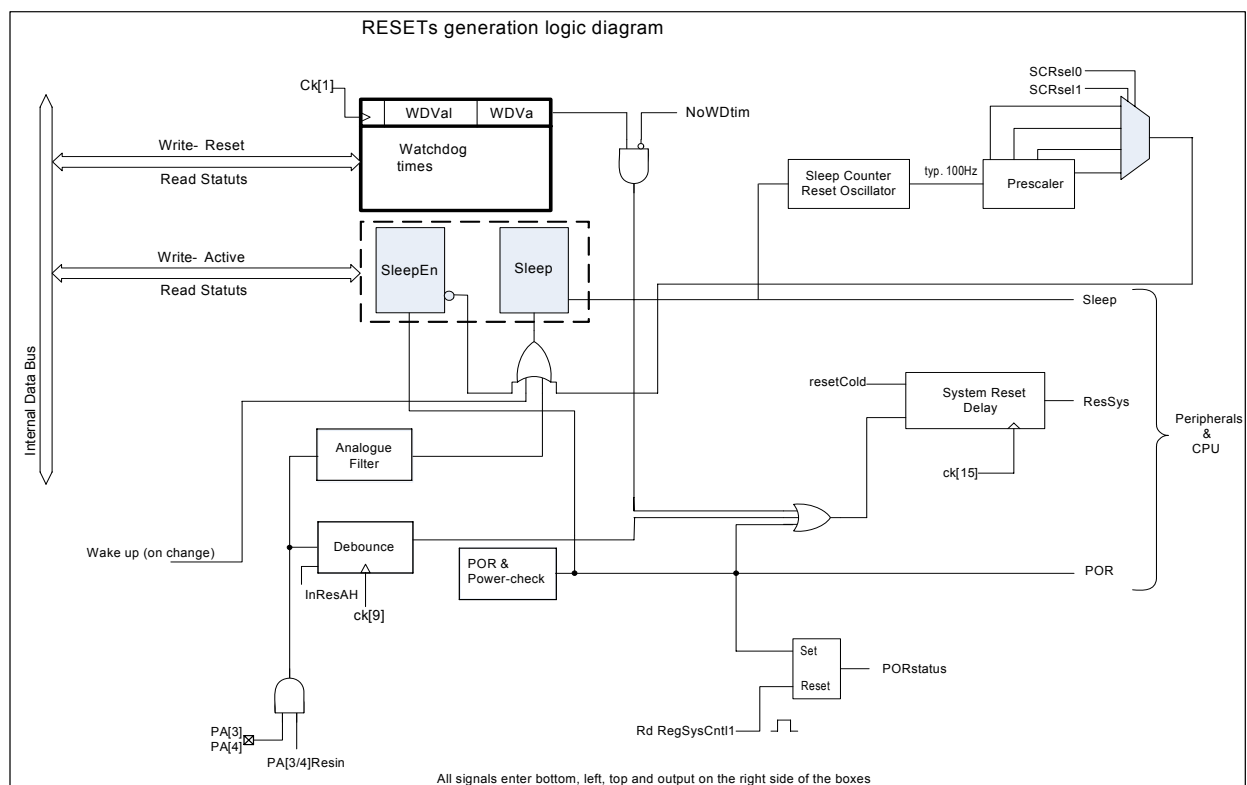 RESETs generation logic diagram
Ck[1]
WDVal
WDVa
NoWDtim
SCRsel0
SCRsel1
Write- Reset
Read Statuts
Watchdog
times
Sleep Counter
Reset Oscillator
typ. 100Hz
Prescaler
Write- Active
Read Statuts
SleepEn
Sleep
Sleep
Internal Data Bus
resetCold
System Reset
Delay
ResSys
Peripherals
&
CPU
ck[15]
Analogue
Filter
Wake up (on change)
Debounce
InResAH
ck[9]
POR &
Power-check
POR
Set
Reset
PORstatus
Rd RegSysCntl1
PA[3]
PA[4]
PA[3/4]Resin
All signals enter bottom, left, top and output on the right side of the boxes